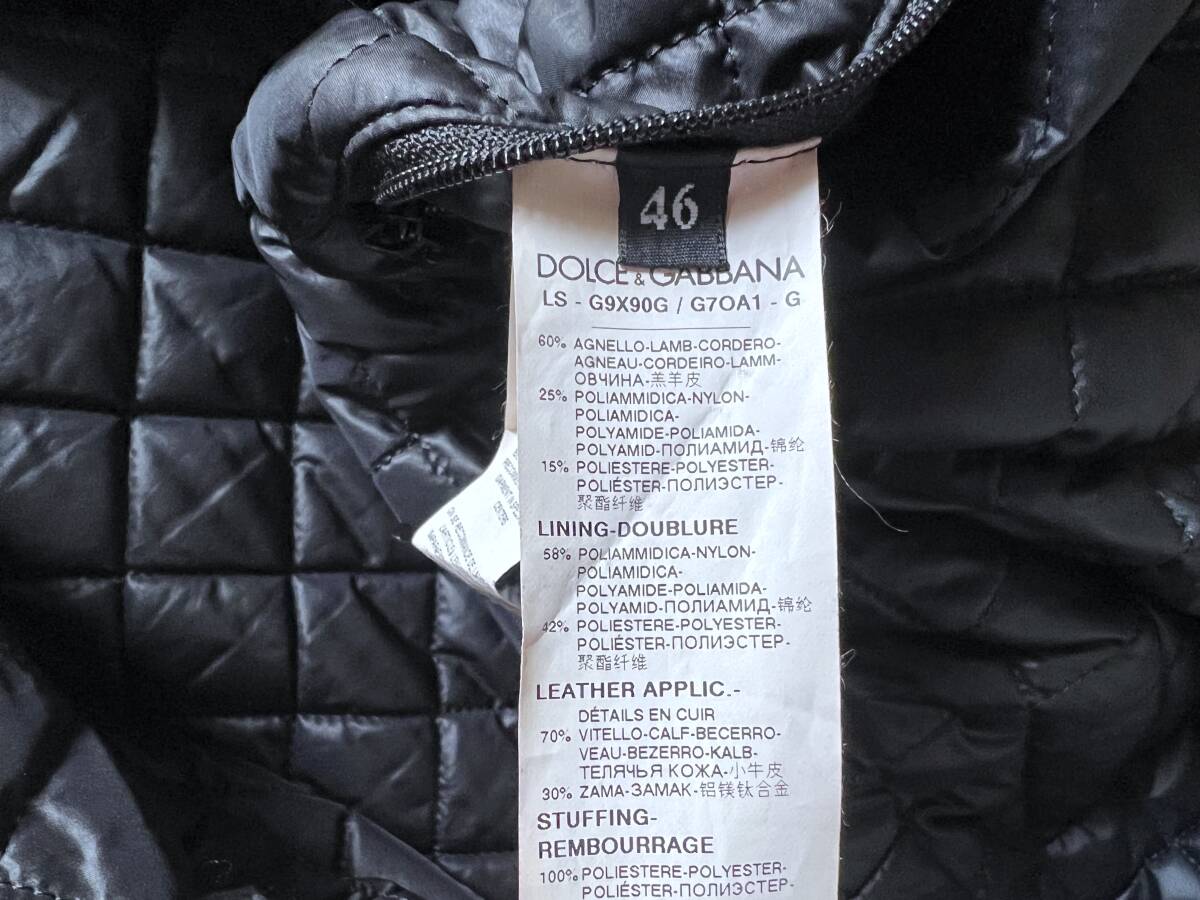 46
DOLCE & GABBANA
LS - G9X90G / G7OA1 - G
60% AGNELLO-LAMB-CORDERO-
AGNEAU-CORDEIRO-LAMM-
ОВЧИНА-羔羊皮
25% POLIAMMIDICA-NYLON-
POLIAMIDICA-
POLYAMIDE-POLIAMIDA-
POLYAMID-ПОЛИАМИД-锦纶
15% POLIESTERE-POLYESTER-
POLIÉSTER-ПОЛИЭСТЕР-
聚酯纤维
LINING-DOUBLURE
58% POLIAMMIDICA-NYLON-
POLIAMIDICA-
POLYAMIDE-POLIAMIDA-
POLYAMID-ПОЛИАМИД-锦纶
42% POLIESTERE-POLYESTER-
POLIÉSTER-ПОЛИЭСТЕР-
聚酯纤维
LEATHER APPLIC.-
DÉTAILS EN CUIR
70% VITELLO-CALF-BECERRO-
VEAU-BEZERRO-KALB-
ТЕЛЯЧЬЯ КОЖА-小牛皮
30% ZAMA-ЗАМАК-铝镁钛合金
STUFFING-
REMBOURRAGE
100% POLIESTERE-POLYESTER-
POLIÉSTER-ПОЛИЭСТЕР-